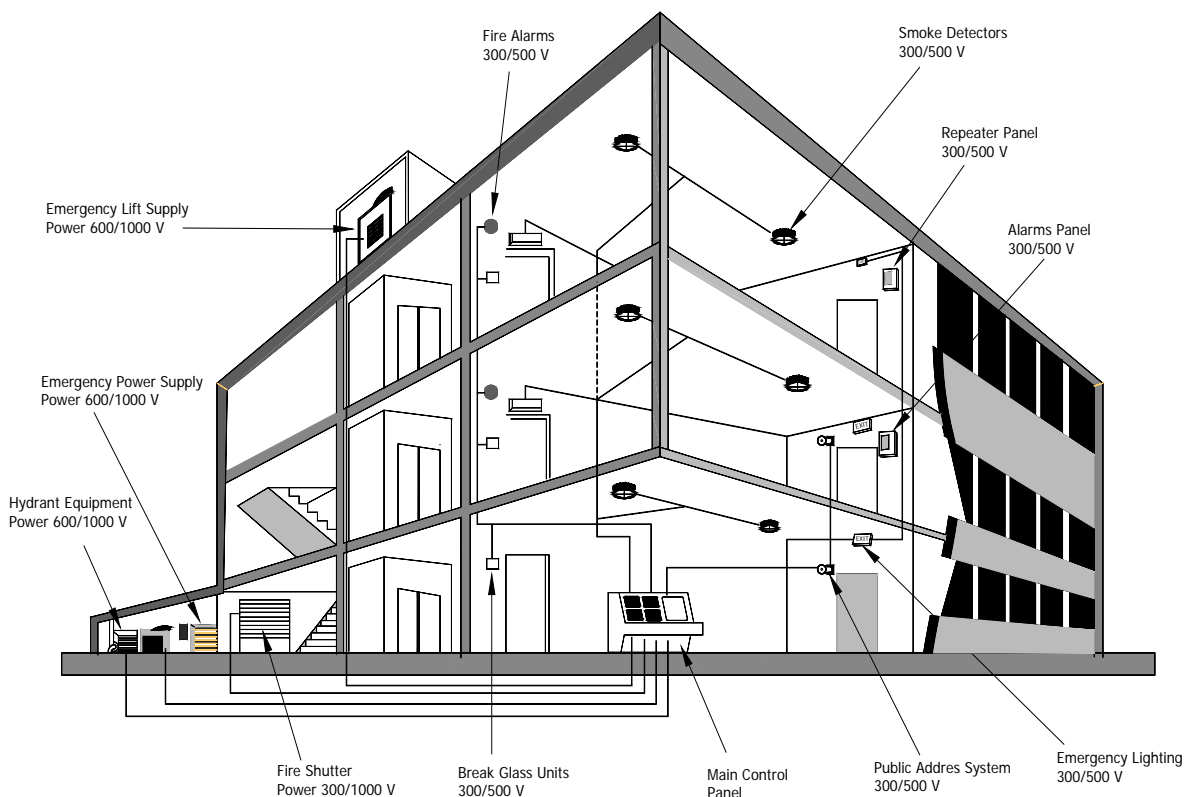 Fire Alarms
300/500 V
Smoke Detectors
300/500 V
Repeater Panel
300/500 V
Emergency Lift Supply
Power 600/1000 V
Alarms Panel
300/500 V
Emergency Power Supply
Power 600/1000 V
EXIT
Hydrant Equipment
Power 600/1000 V
EXIT
Fire Shutter
Power 300/1000 V
Break Glass Units
300/500 V
Main Control
Panel
Public Addres System
300/500 V
Emergency Lighting
300/500 V